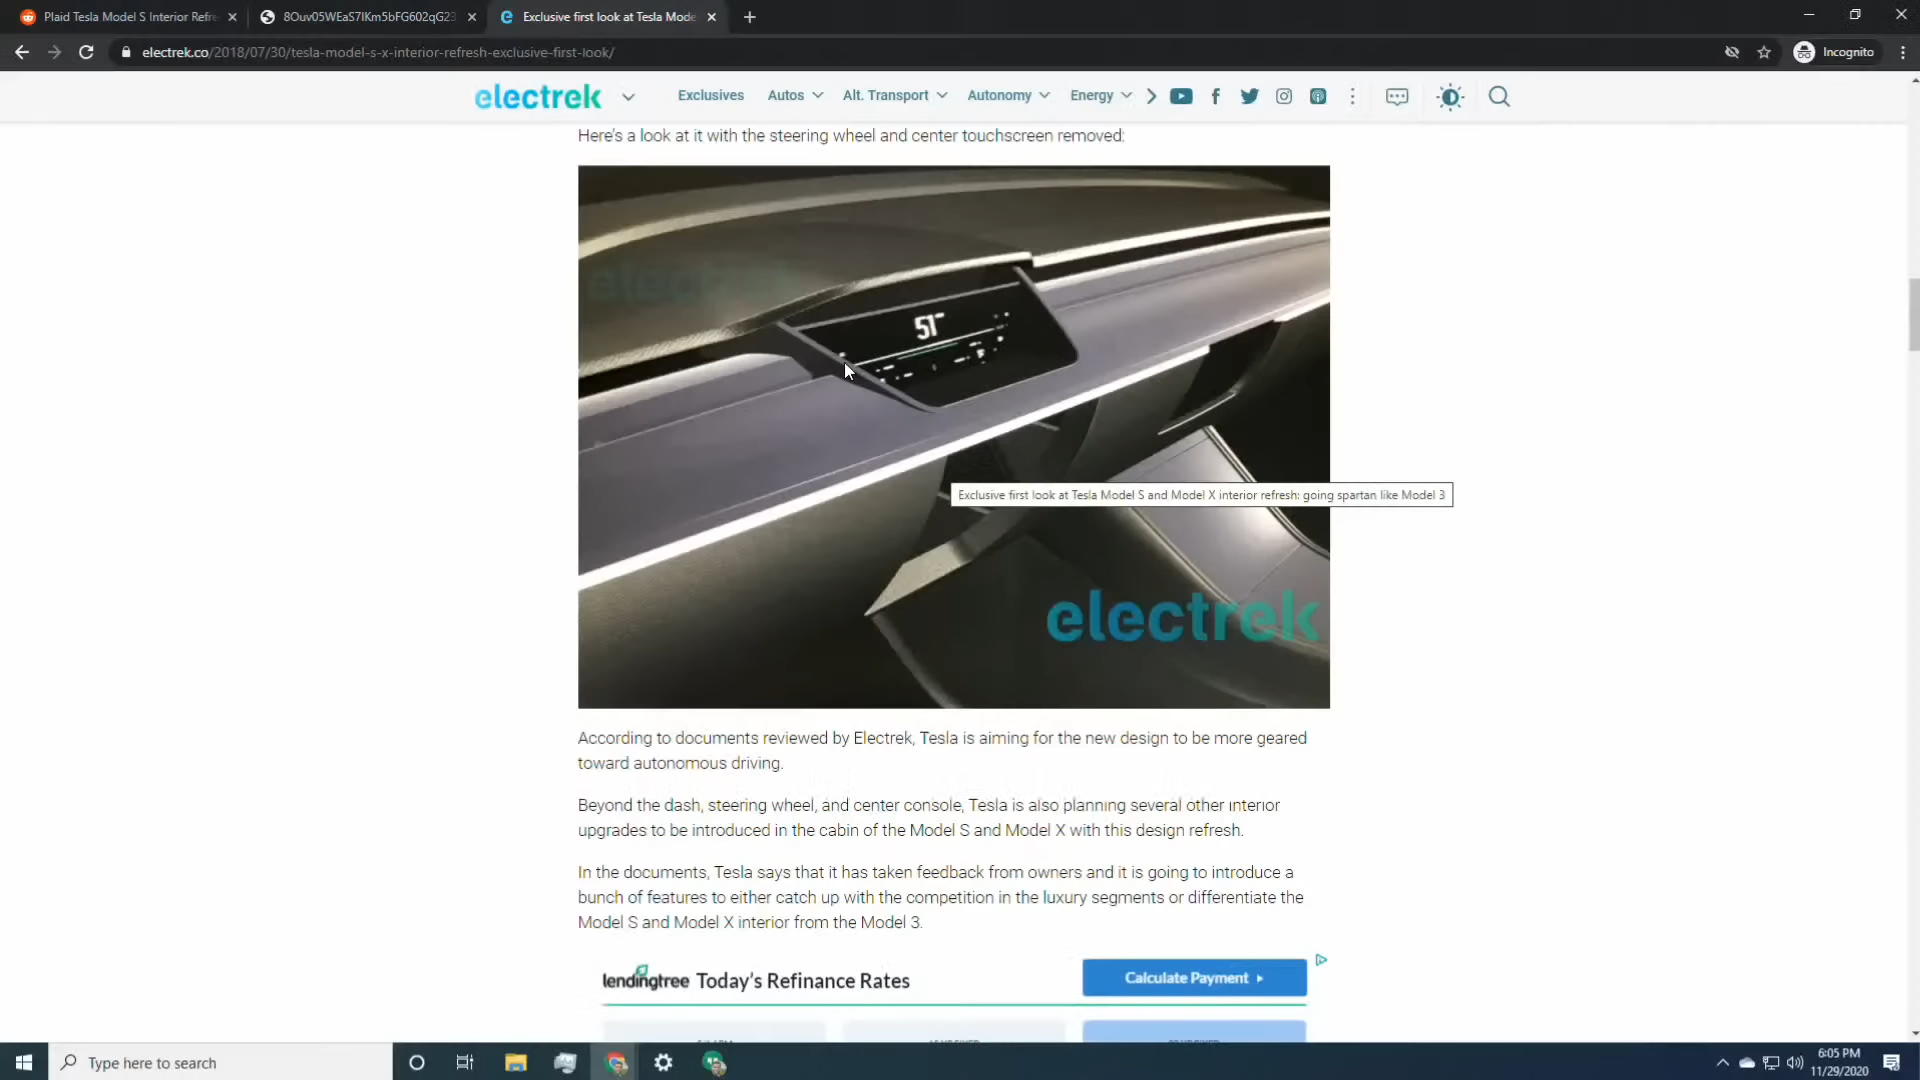 Plaid Tesla Model S Interior Refre
8Ouv05WEaS7IKm5bFG602qG23
Exclusive first look at Tesla Mode
electrek.co/2018/07/30/tesla-model-s-x-interior-refresh-exclusive-first-look/
Incognito
electrek
Exclusives
Autos
Alt. Transport
Autonomy
Energy
Here's a look at it with the steering wheel and center touchscreen removed:
electrek
51
Exclusive first look at Tesla Model S and Model X interior refresh: going spartan like Model 3
electrek
According to documents reviewed by Electrek, Tesla is aiming for the new design to be more geared
toward autonomous driving.
Beyond the dash, steering wheel, and center console, Tesla is also planning several other interior
upgrades to be introduced in the cabin of the Model S and Model X with this design refresh.
In the documents, Tesla says that it has taken feedback from owners and it is going to introduce a
bunch of features to either catch up with the competition in the luxury segments or differentiate the
Model S and Model X interior from the Model 3.
lendingtree Today's Refinance Rates
Calculate Payment
Type here to search
6:05 PM
11/29/2020